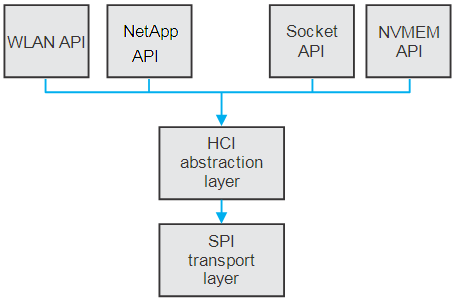 WLAN API
NetApp
API
Socket
API
NVMEM
API
HCI
abstraction
layer
SPI
transport
layer